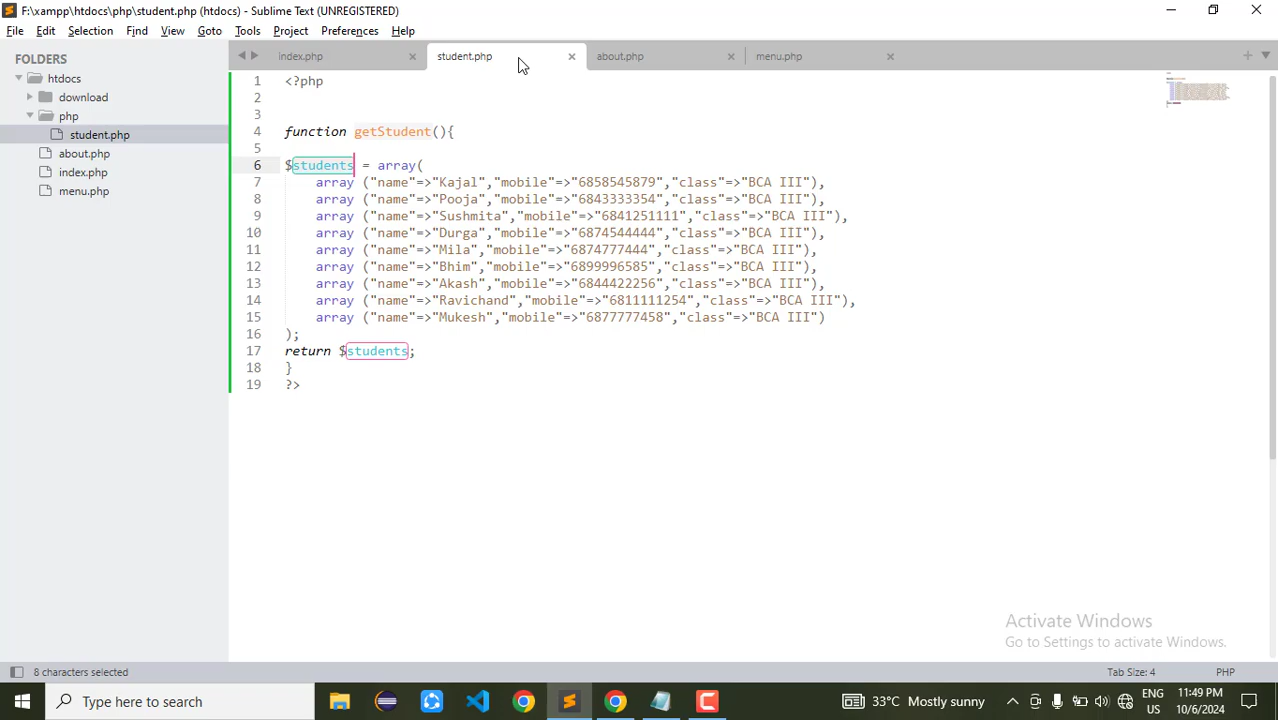 F:\xampp\htdocs\php\student.php (htdocs) - Sublime Text (UNREGISTERED)
File Edit Selection Find View Goto Tools Project Preferences Help
FOLDERS
htdocs
download
php
student.php
about.php
index.php
menu.php
index.php student.php about.php menu.php
1 <?php
2
3
4 function getStudent(){
5
6 $students = array(
7 array ("name"=>"Kajal","mobile"=>"6858545879","class"=>"BCA III"),
8 array ("name"=>"Pooja","mobile"=>"6843333354","class"=>"BCA III"),
9 array ("name"=>"Sushmita","mobile"=>"6841251111","class"=>"BCA III"),
10 array ("name"=>"Durga","mobile"=>"6874544444","class"=>"BCA III"),
11 array ("name"=>"Mila","mobile"=>"6874777444","class"=>"BCA III"),
12 array ("name"=>"Bhim","mobile"=>"6899996585","class"=>"BCA III"),
13 array ("name"=>"Akash","mobile"=>"6844422256","class"=>"BCA III"),
14 array ("name"=>"Ravichand","mobile"=>"6811111254","class"=>"BCA III"),
15 array ("name"=>"Mukesh","mobile"=>"6877777458","class"=>"BCA III")
16 );
17 return $students;
18 }
19 ?>
Activate Windows
Go to Settings to activate Windows.
8 characters selected Tab Size: 4 PHP
Type here to search
33°C Mostly sunny
ENG
US
11:49 PM
10/6/2024